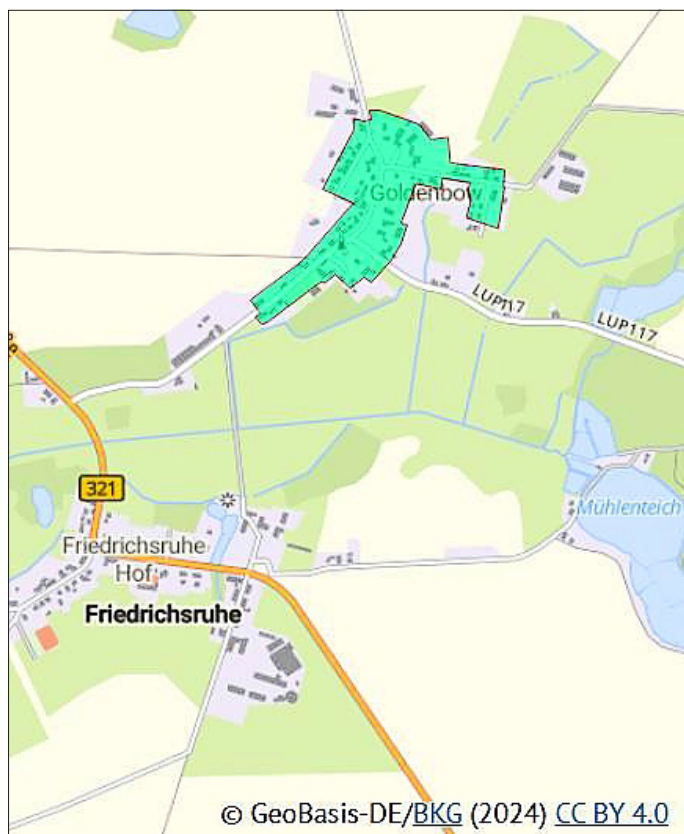 Goldenbow
LUP117
LUP117
321
Mühlenteich
Friedrichsruhe
Hof
Friedrichsruhe
© GeoBasis-DE/BKG (2024) CC BY 4.0